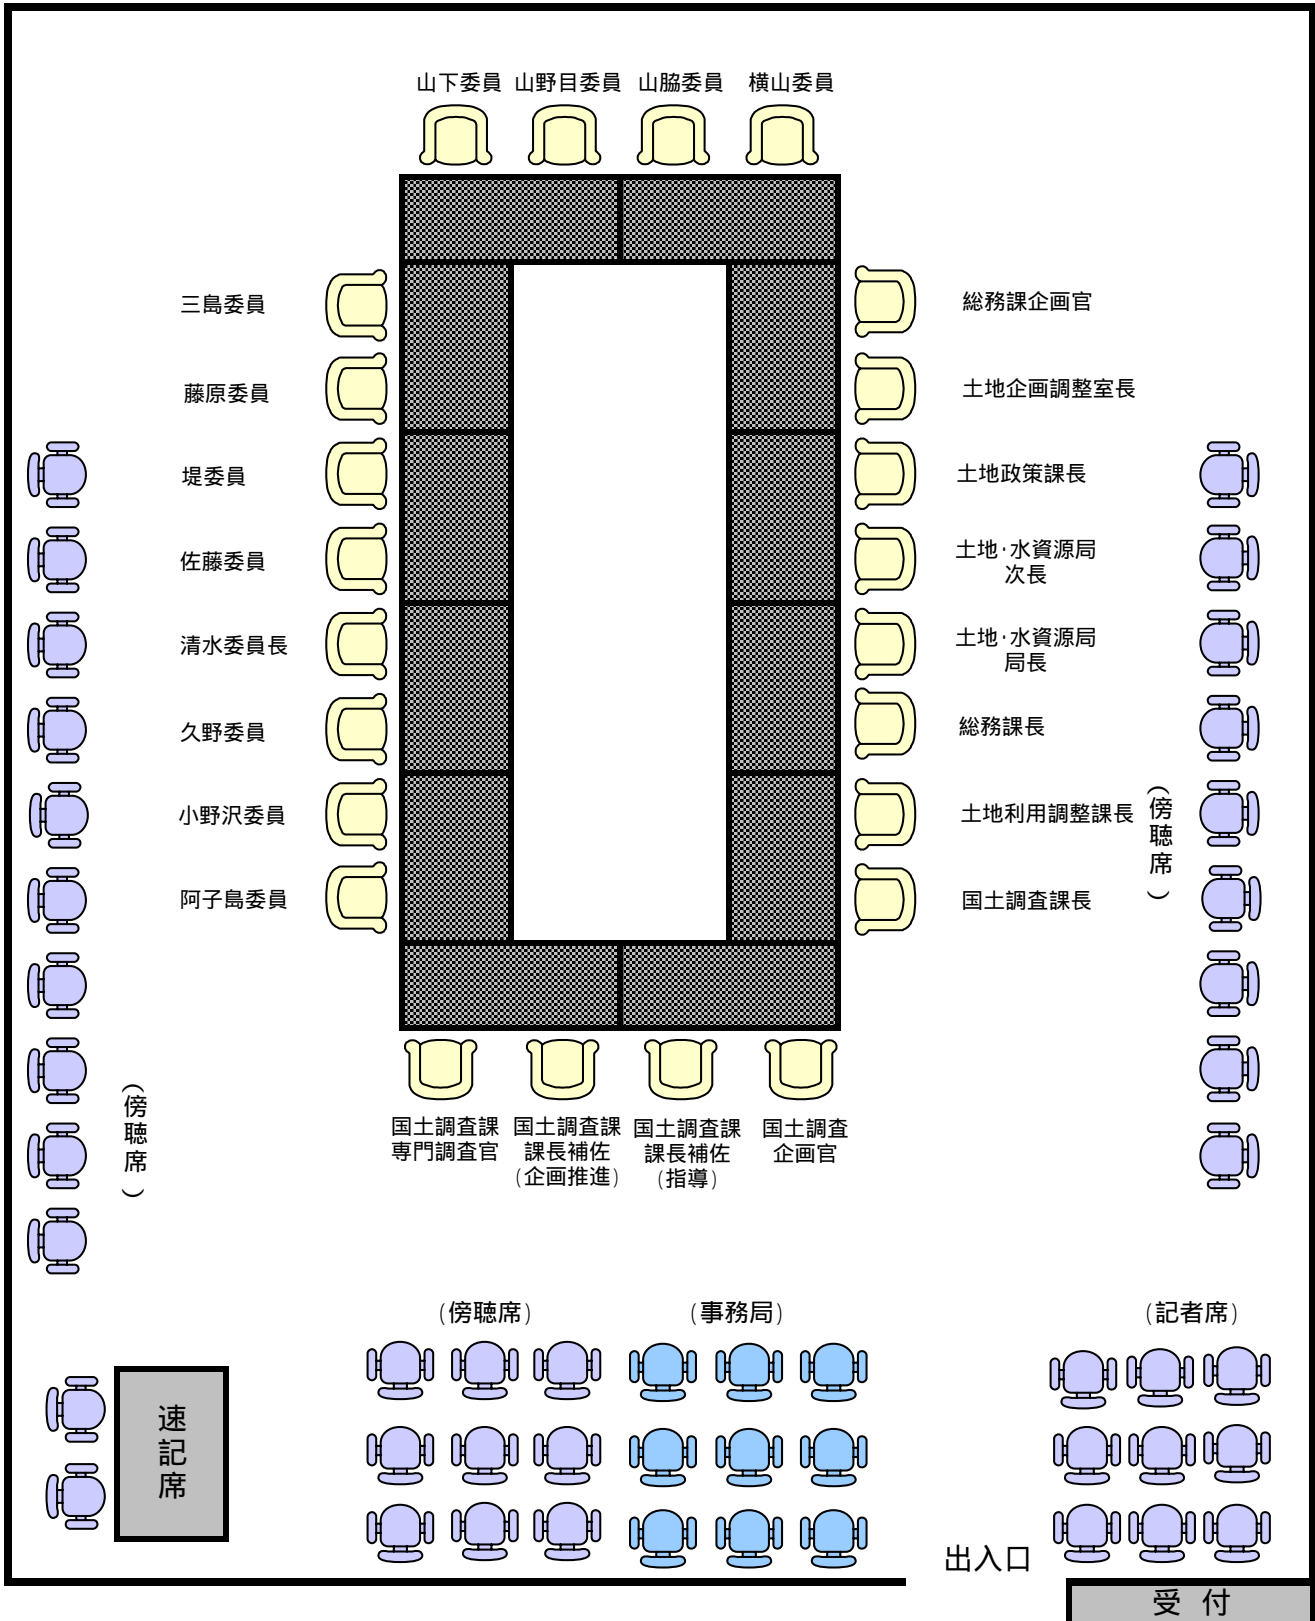 山下委員 山野目委員 山脇委員 横山委員
三島委員
藤原委員
堤委員
佐藤委員
清水委員長
久野委員
小野沢委員
阿子島委員
総務課企画官
土地企画調整室長
土地政策課長
土地・水資源局
次長
土地・水資源局
局長
総務課長
土地利用調整課長
国土調査課長
（傍聴席）
（傍聴席）
国土調査課
専門調査官
国土調査課
課長補佐
（企画推進）
国土調査課
課長補佐
（指導）
国土調査
企画官
（傍聴席）
（事務局）
（記者席）
速記席
出入口
受 付